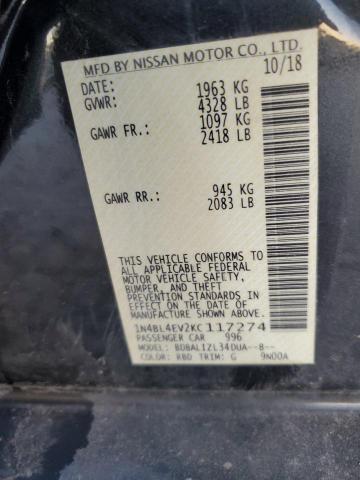 MFD BY NISSAN MOTOR CO., LTD.
DATE: 10/18
GVWR: 1963 KG
4328 LB
GAWR FR.: 1097 KG
2418 LB
GAWR RR.: 945 KG
2083 LB
THIS VEHICLE CONFORMS TO
ALL APPLICABLE FEDERAL
MOTOR VEHICLE SAFETY,
BUMPER, AND THEFT
PREVENTION STANDARDS IN
EFFECT ON THE DATE OF
MANUFACTURE SHOWN ABOVE.
1N4BL4EV2KC117274
PASSENGER CAR 996
MODEL: BDBALIZL34DUA--8--
COLOR: RBD TRIM: G 9N00A